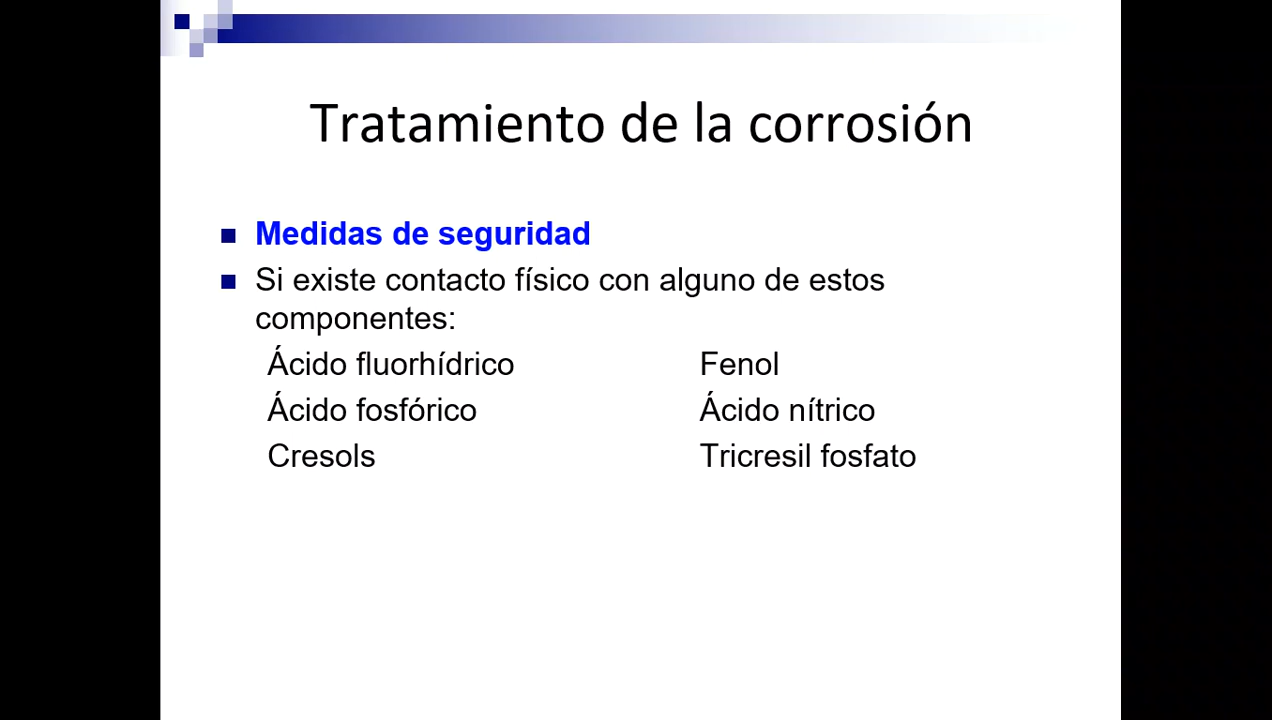 Tratamiento de la corrosión
Medidas de seguridad
Si existe contacto físico con alguno de estos
componentes:
Ácido fluorhídrico Fenol
Ácido fosfórico Ácido nítrico
Cresols Tricresil fosfato